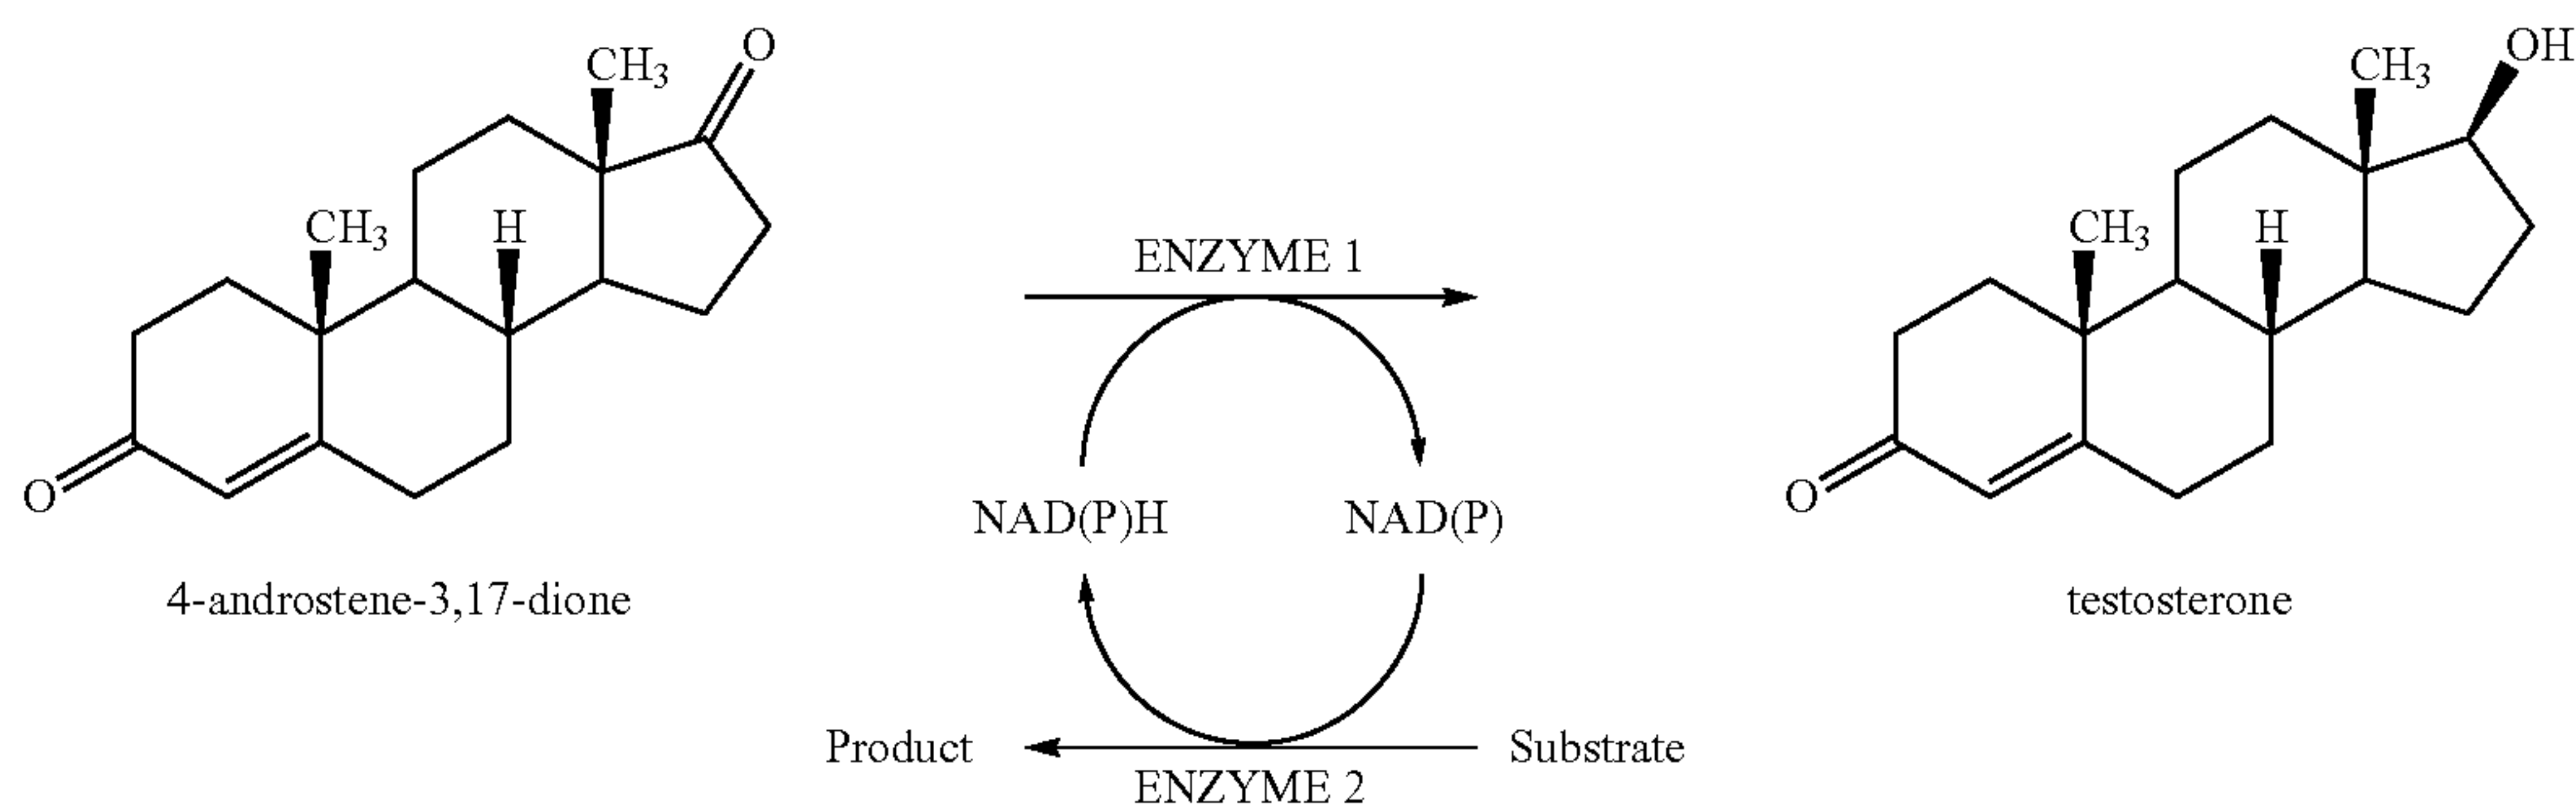 O
OH
CH₃
CH₃
CH₃
H
CH₃
H
ENZYME 1
O
O
NAD(P)H
NAD(P)
4-androstene-3,17-dione
testosterone
Product
Substrate
ENZYME 2